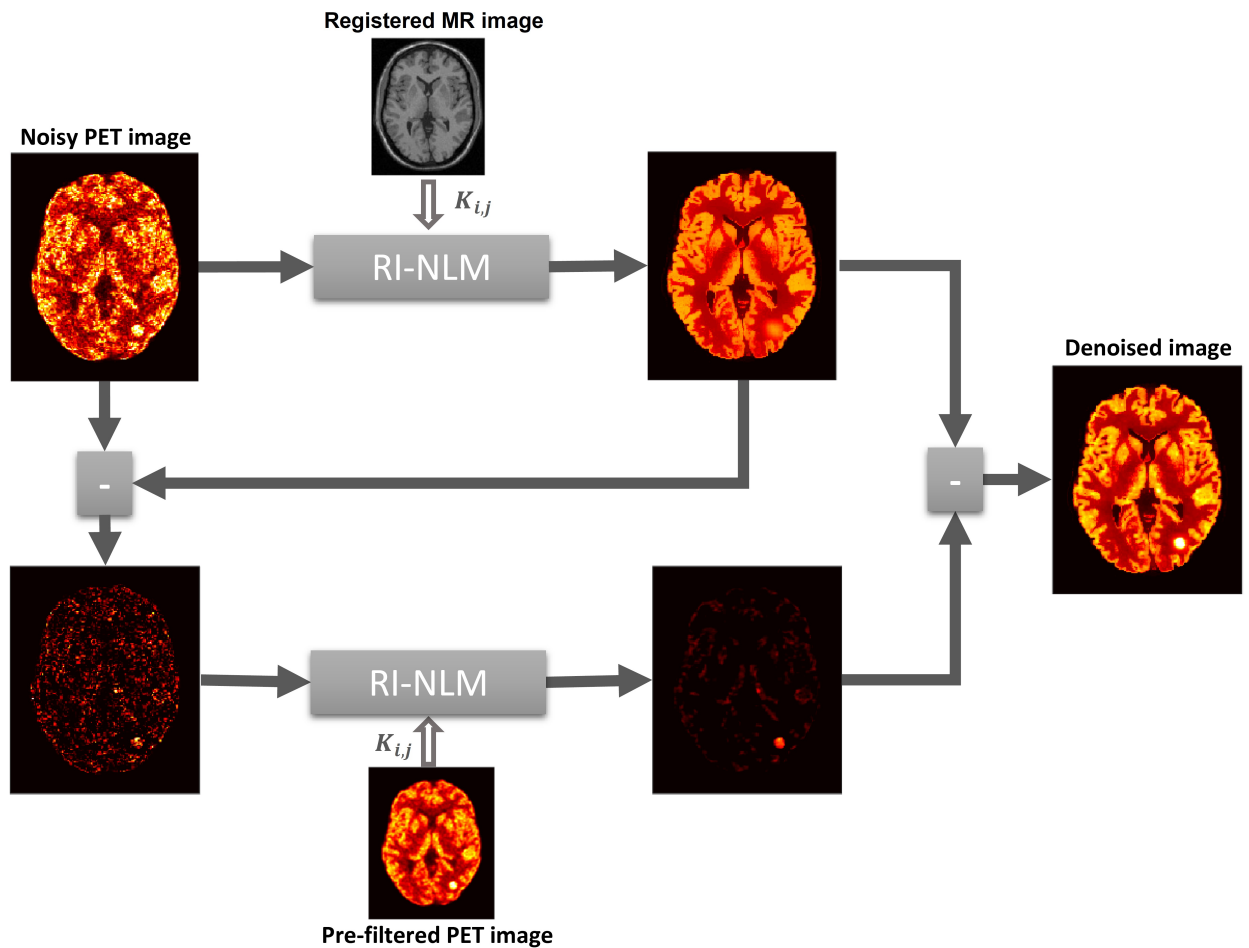 Registered MR image
Noisy PET image
K_{i,j}
RI-NLM
Denoised image
-
-
RI-NLM
K_{i,j}
Pre-filtered PET image